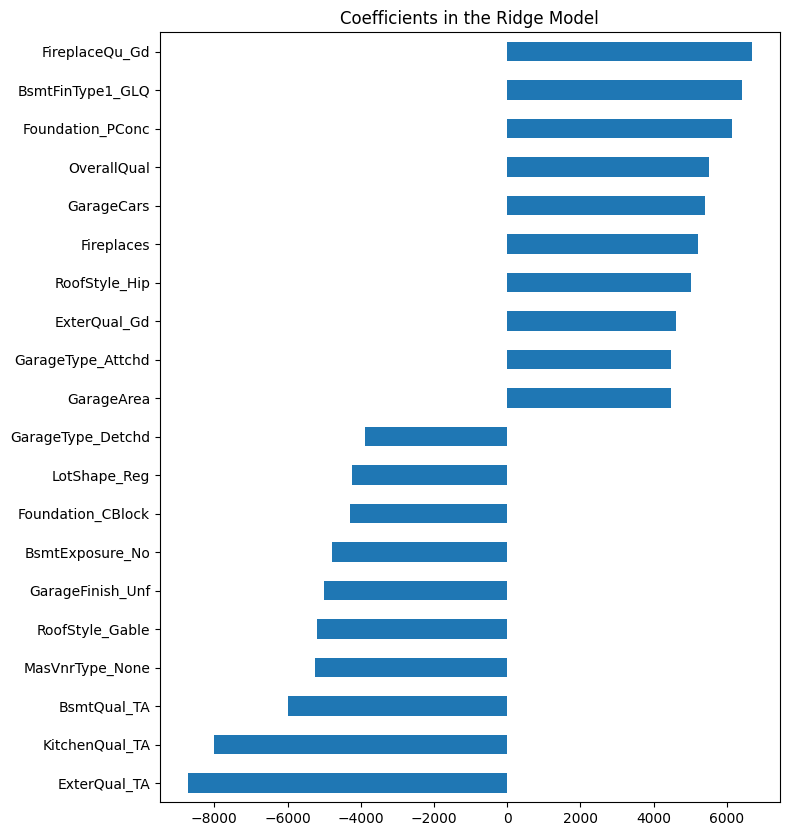 Coefficients in the Ridge Model
FireplaceQu_Gd
BsmtFinType1_GLQ
Foundation_PConc
OverallQual
GarageCars
Fireplaces
RoofStyle_Hip
ExterQual_Gd
GarageType_Attchd
GarageArea
GarageType_Detchd
LotShape_Reg
Foundation_CBlock
BsmtExposure_No
GarageFinish_Unf
RoofStyle_Gable
MasVnrType_None
BsmtQual_TA
KitchenQual_TA
ExterQual_TA
−8000 −6000 −4000 −2000 0 2000 4000 6000